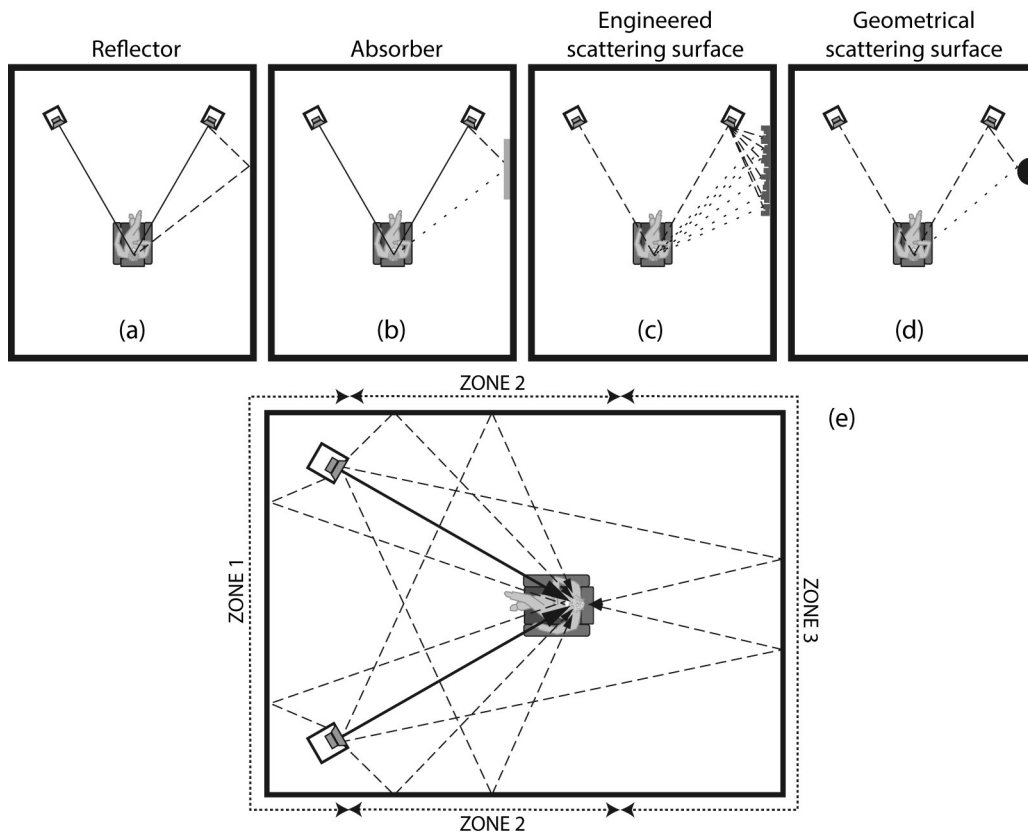 Reflector
Absorber
Engineered
scattering surface
Geometrical
scattering surface
(a)
(b)
(c)
(d)
ZONE 2
(e)
ZONE 1
ZONE 3
ZONE 2